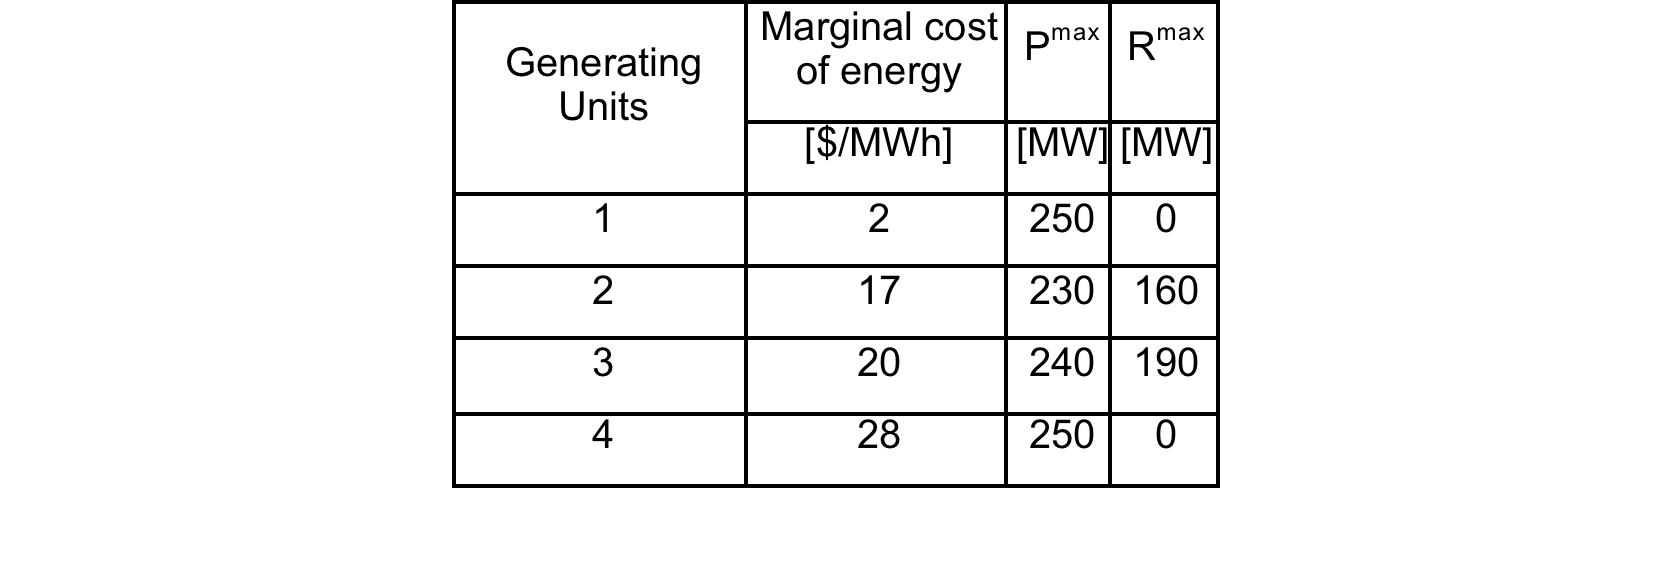 Generating
Units
Marginal cost
of energy
P^max
R^max
[$/MWh]
[MW]
[MW]
1 2 250 0
2 17 230 160
3 20 240 190
4 28 250 0